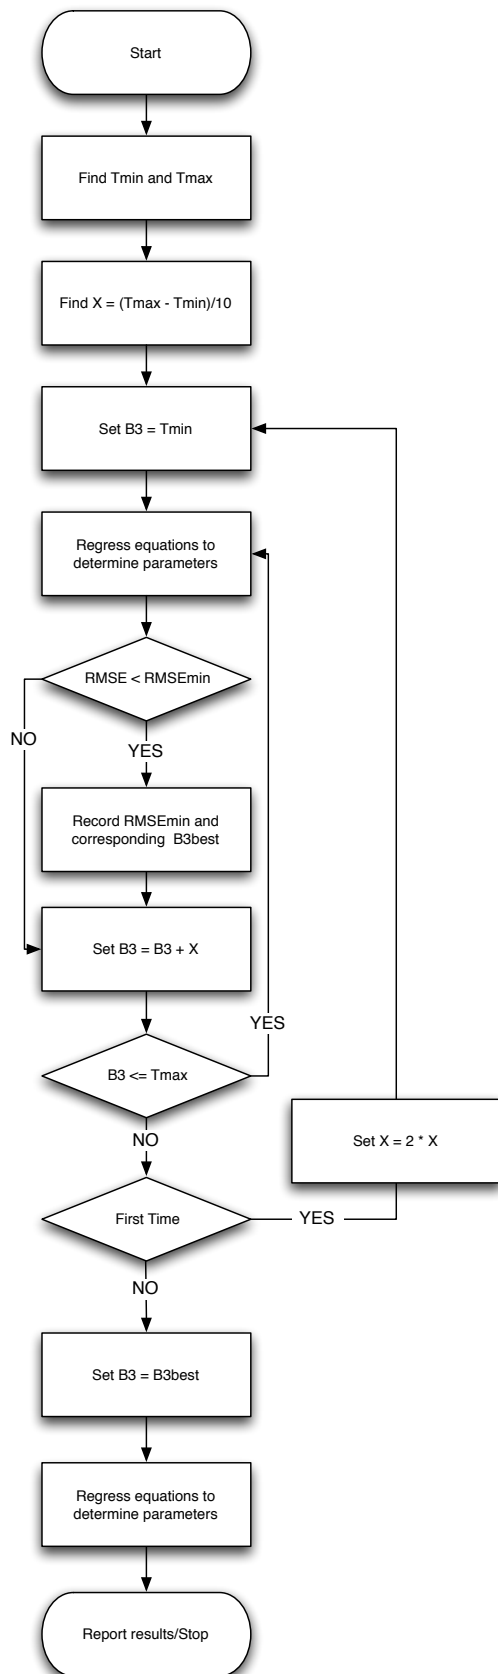 Start
Find Tmin and Tmax
Find X = (Tmax - Tmin)/10
Set B3 = Tmin
Regress equations to
determine parameters
RMSE < RMSEmin
NO
YES
Record RMSEmin and
corresponding B3best
Set B3 = B3 + X
YES
B3 <= Tmax
NO
Set X = 2 * X
First Time
YES
NO
Set B3 = B3best
Regress equations to
determine parameters
Report results/Stop